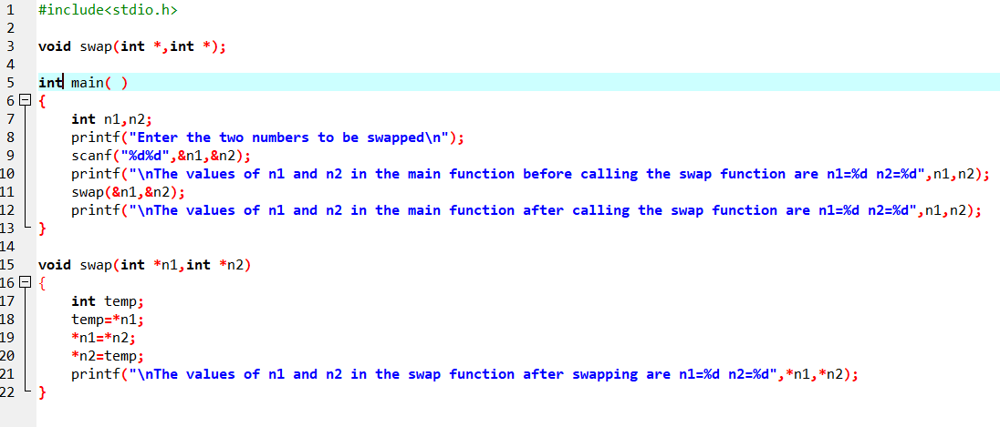 1 #include<stdio.h>
2
3 void swap(int *,int *);
4
5 int main( )
6 {
7     int n1,n2;
8     printf("Enter the two numbers to be swapped\n");
9     scanf("%d%d",&n1,&n2);
10     printf("\nThe values of n1 and n2 in the main function before calling the swap function are n1=%d n2=%d",n1,n2);
11     swap(&n1,&n2);
12     printf("\nThe values of n1 and n2 in the main function after calling the swap function are n1=%d n2=%d",n1,n2);
13 }
14
15 void swap(int *n1,int *n2)
16 {
17     int temp;
18     temp=*n1;
19     *n1=*n2;
20     *n2=temp;
21     printf("\nThe values of n1 and n2 in the swap function after swapping are n1=%d n2=%d",*n1,*n2);
22 }